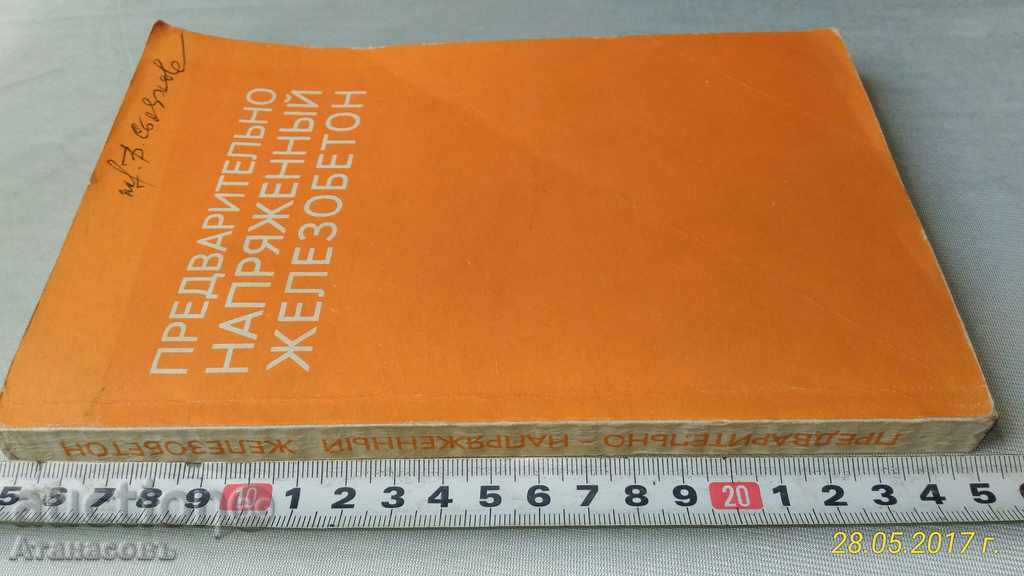 ПРЕДВАРИТЕЛЬНО
НАПРЯЖЕННЫЙ
ЖЕЛЕЗОБЕТОН
ПРЕДВАРИТЕЛЬНО - НАПРЯЖЕННЫЙ ЖЕЛЕЗОБЕТОН
5 6 7 8 9 10 1 2 3 4 5 6 7 8 9 20 1 2 3 4 5
Атанасовъ
28.05.2017 г.